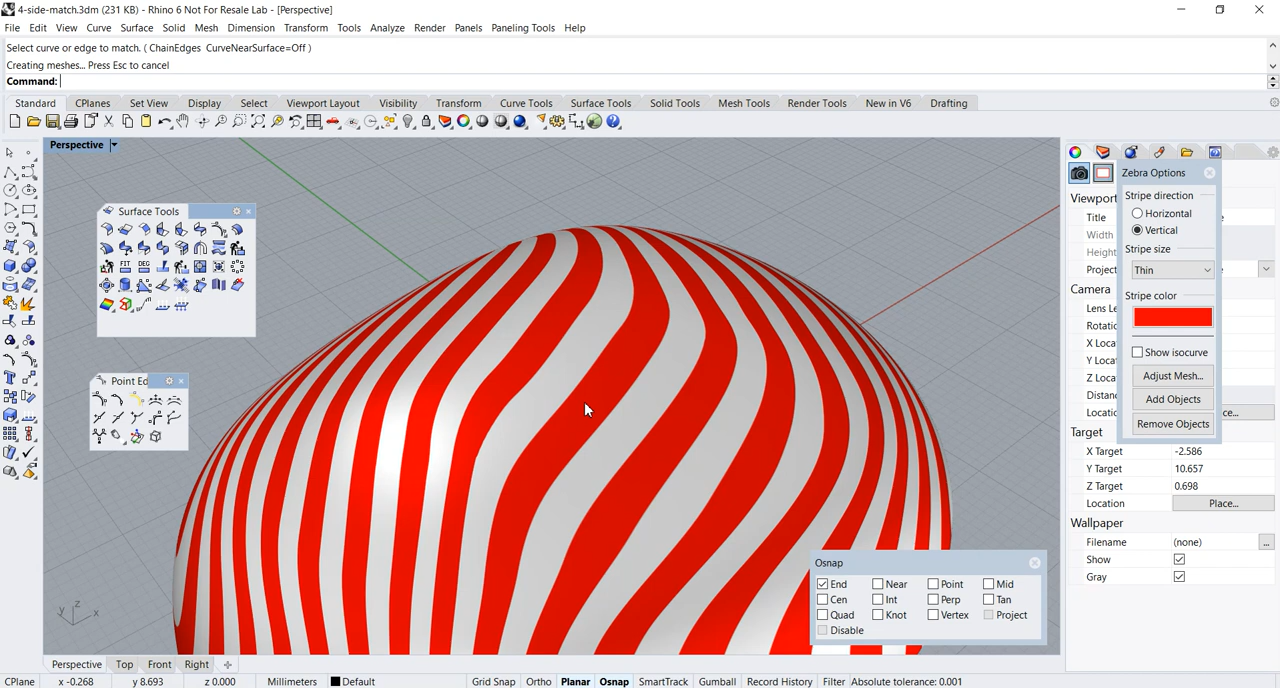 4-side-match.3dm (231 KB) - Rhino 6 Not For Resale Lab - [Perspective]
File Edit View Curve Surface Solid Mesh Dimension Transform Tools Analyze Render Panels Paneling Tools Help
Select curve or edge to match. ( ChainEdges CurveNearSurface=Off )
Creating meshes... Press Esc to cancel
Command:
Standard CPlanes Set View Display Select Viewport Layout Visibility Transform Curve Tools Surface Tools Solid Tools Mesh Tools Render Tools New in V6 Drafting
Perspective
Surface Tools
FIT DEG
Point Ed
Zebra Options
Stripe direction
Horizontal
Vertical
Stripe size
Thin
Stripe color
Show isocurve
Adjust Mesh...
Add Objects
Remove Objects
Viewport
Title
Width
Height
Project
Camera
Lens Le
Rotati
X Loca
Y Loca
Z Loca
Distan
Locatio ce...
Target
X Target -2.586
Y Target 10.657
Z Target 0.698
Location Place...
Wallpaper
Filename (none) ...
Show
Gray
Osnap
End Near Point Mid
Cen Int Perp Tan
Quad Knot Vertex Project
Disable
z
y x
Perspective Top Front Right
CPlane x -0.268 y 8.693 z 0.000 Millimeters Default Grid Snap Ortho Planar Osnap SmartTrack Gumball Record History Filter Absolute tolerance: 0.001